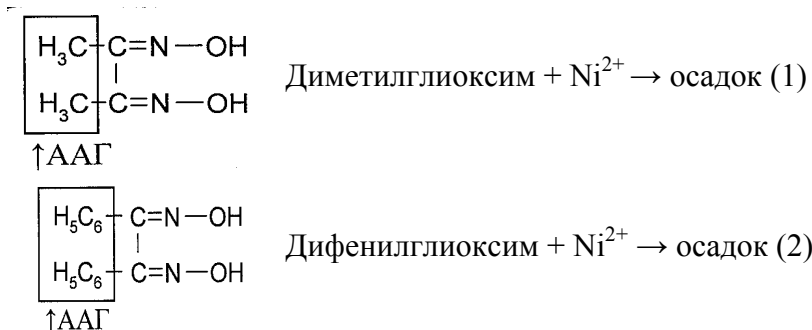 H₃C–C=N–OH
Диметилглиоксим + Ni²⁺ → осадок (1)
H₃C–C=N–OH
↑ААГ
H₅C₆–C=N–OH
Дифенилглиоксим + Ni²⁺ → осадок (2)
H₅C₆–C=N–OH
↑ААГ